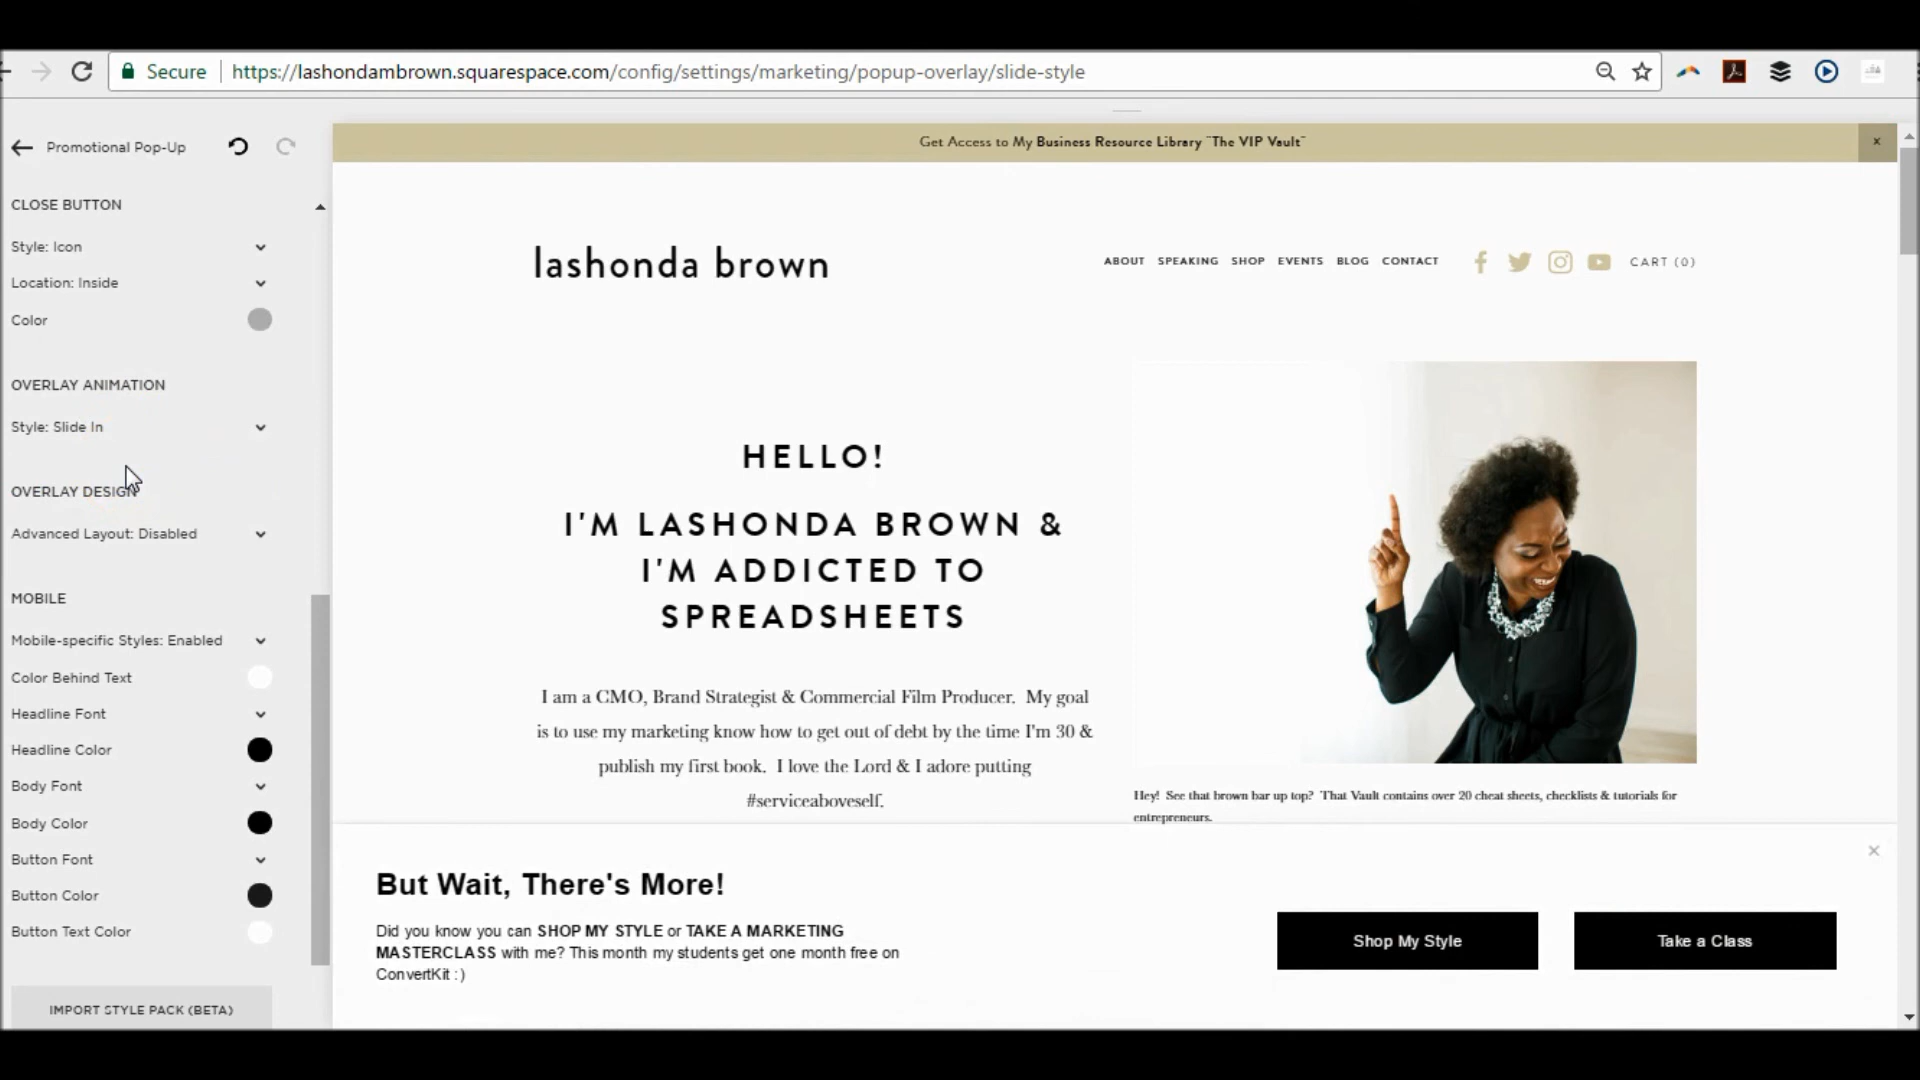 Secure
https://lashondambrown.squarespace.com/config/settings/marketing/popup-overlay/slide-style
Promotional Pop-Up
CLOSE BUTTON
Style: Icon
Location: Inside
Color
OVERLAY ANIMATION
Style: Slide In
OVERLAY DESIGN
Advanced Layout: Disabled
MOBILE
Mobile-specific Styles: Enabled
Color Behind Text
Headline Font
Headline Color
Body Font
Body Color
Button Font
Button Color
Button Text Color
IMPORT STYLE PACK (BETA)
Get Access to My Business Resource Library "The VIP Vault"
lashonda brown
ABOUT SPEAKING SHOP EVENTS BLOG CONTACT
CART (0)
HELLO!
I'M LASHONDA BROWN &
I'M ADDICTED TO
SPREADSHEETS
I am a CMO, Brand Strategist & Commercial Film Producer. My goal
is to use my marketing know how to get out of debt by the time I'm 30 &
publish my first book. I love the Lord & I adore putting
#serviceaboveself.
Hey! See that brown bar up top? That Vault contains over 20 cheat sheets, checklists & tutorials for
entrepreneurs.
But Wait, There's More!
Did you know you can SHOP MY STYLE or TAKE A MARKETING
MASTERCLASS with me? This month my students get one month free on
ConvertKit :)
Shop My Style
Take a Class